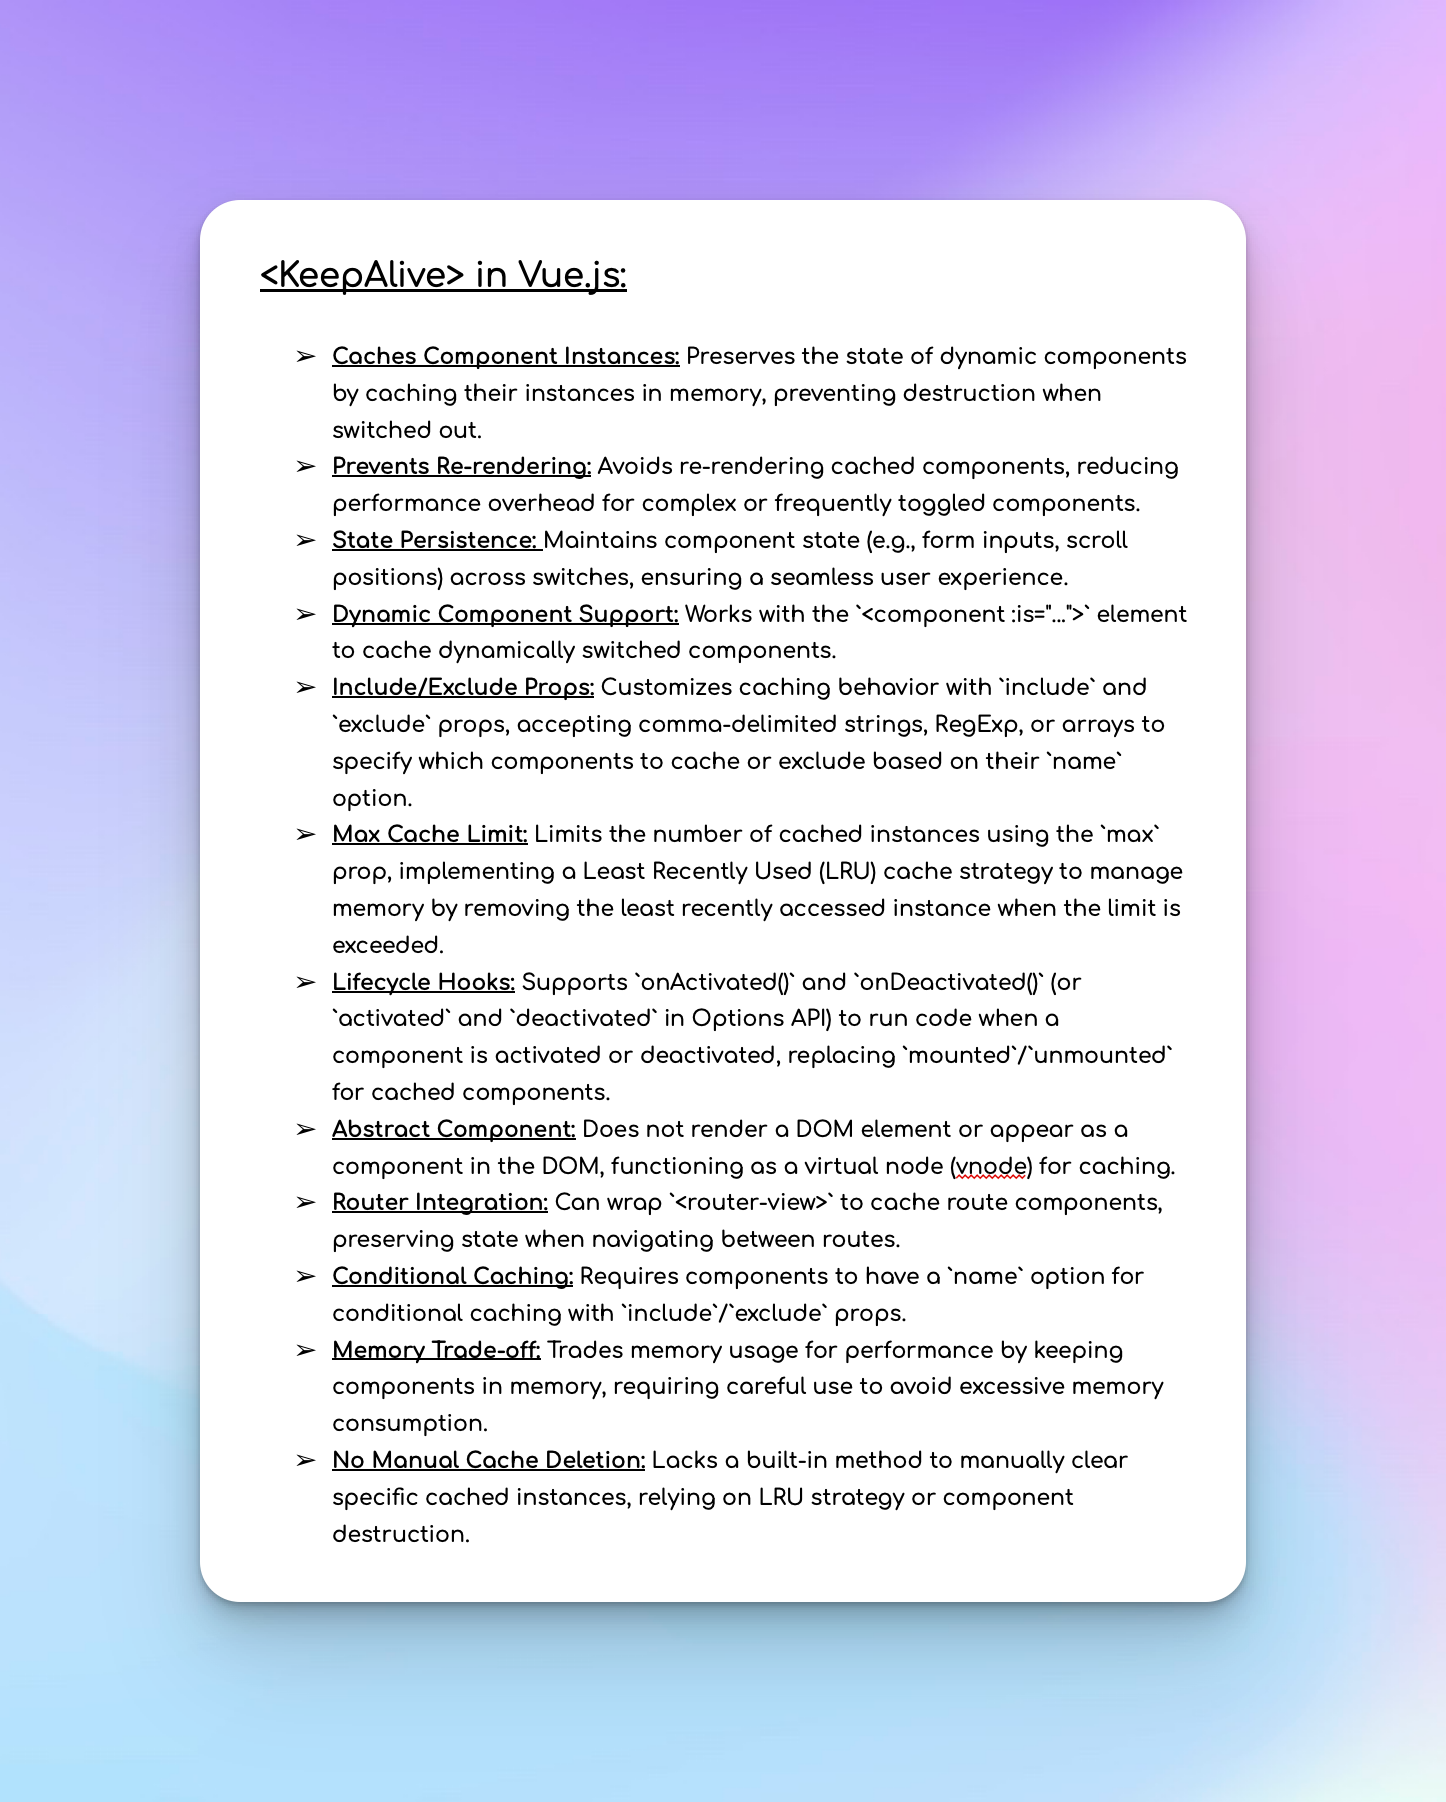 <KeepAlive> in Vue.js:
➢ Caches Component Instances: Preserves the state of dynamic components
by caching their instances in memory, preventing destruction when
switched out.
➢ Prevents Re-rendering: Avoids re-rendering cached components, reducing
performance overhead for complex or frequently toggled components.
➢ State Persistence: Maintains component state (e.g., form inputs, scroll
positions) across switches, ensuring a seamless user experience.
➢ Dynamic Component Support: Works with the `<component :is="...">` element
to cache dynamically switched components.
➢ Include/Exclude Props: Customizes caching behavior with `include` and
`exclude` props, accepting comma-delimited strings, RegExp, or arrays to
specify which components to cache or exclude based on their `name`
option.
➢ Max Cache Limit: Limits the number of cached instances using the `max`
prop, implementing a Least Recently Used (LRU) cache strategy to manage
memory by removing the least recently accessed instance when the limit is
exceeded.
➢ Lifecycle Hooks: Supports `onActivated()` and `onDeactivated()` (or
`activated` and `deactivated` in Options API) to run code when a
component is activated or deactivated, replacing `mounted`/`unmounted`
for cached components.
➢ Abstract Component: Does not render a DOM element or appear as a
component in the DOM, functioning as a virtual node (vnode) for caching.
➢ Router Integration: Can wrap `<router-view>` to cache route components,
preserving state when navigating between routes.
➢ Conditional Caching: Requires components to have a `name` option for
conditional caching with `include`/`exclude` props.
➢ Memory Trade-off: Trades memory usage for performance by keeping
components in memory, requiring careful use to avoid excessive memory
consumption.
➢ No Manual Cache Deletion: Lacks a built-in method to manually clear
specific cached instances, relying on LRU strategy or component
destruction.